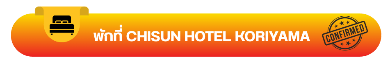 พักที่ CHISUN HOTEL KORIYAMA
CONFIRMED